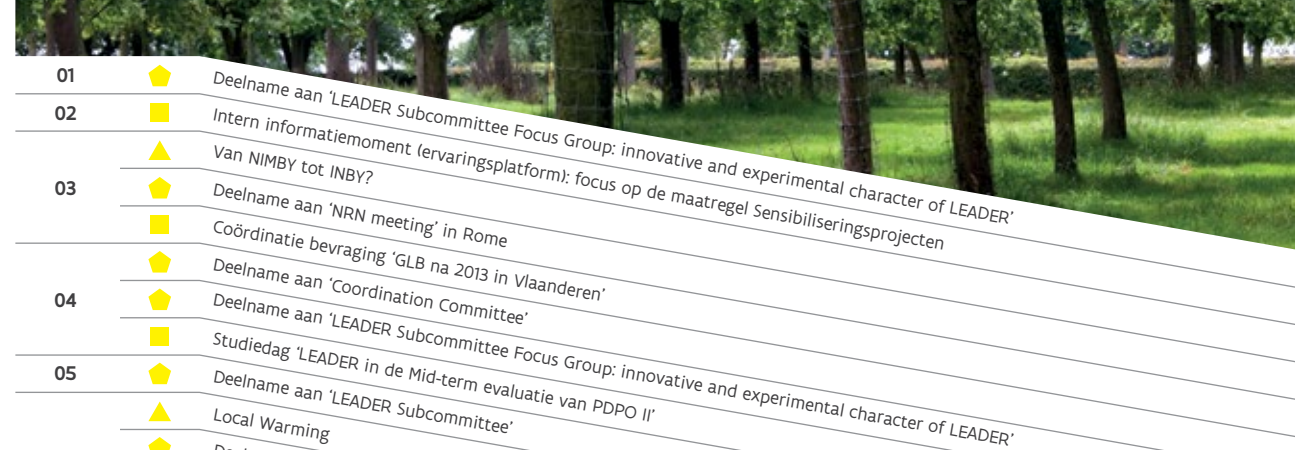 01
Deelname aan ‘LEADER Subcommittee Focus Group: innovative and experimental character of LEADER’
02
Intern informatiemoment (ervaringsplatform): focus op de maatregel Sensibiliseringsprojecten
Van NIMBY tot INBY?
03
Deelname aan ‘NRN meeting’ in Rome
Coördinatie bevraging ‘GLB na 2013 in Vlaanderen’
Deelname aan ‘Coordination Committee’
04
Deelname aan ‘LEADER Subcommittee Focus Group: innovative and experimental character of LEADER’
Studiedag ‘LEADER in de Mid-term evaluatie van PDPO II’
05
Deelname aan ‘LEADER Subcommittee’
Local Warming